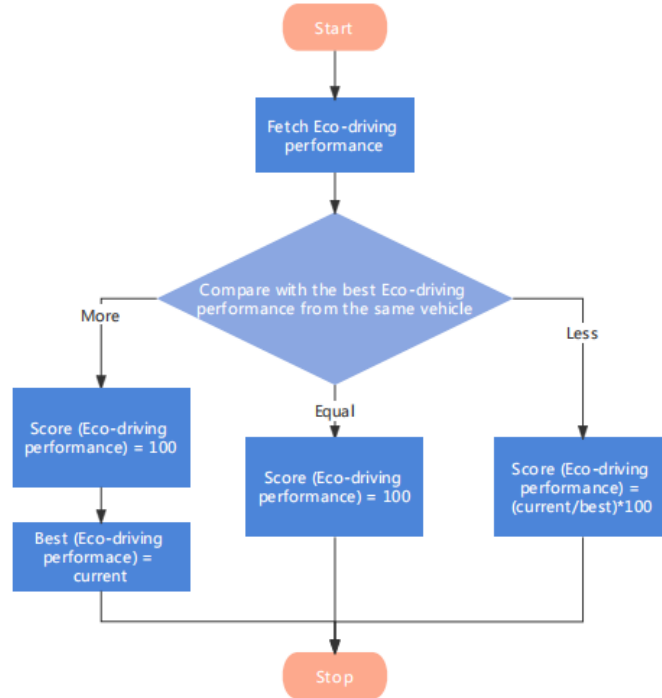 Start
Fetch Eco-driving
performance
Compare with the best Eco-driving
performance from the same vehicle
More
Less
Equal
Score (Eco-driving
performance) = 100
Score (Eco-driving
performance) = 100
Score (Eco-driving
performance) =
(current/best)*100
Best (Eco-driving
performace) =
current
Stop